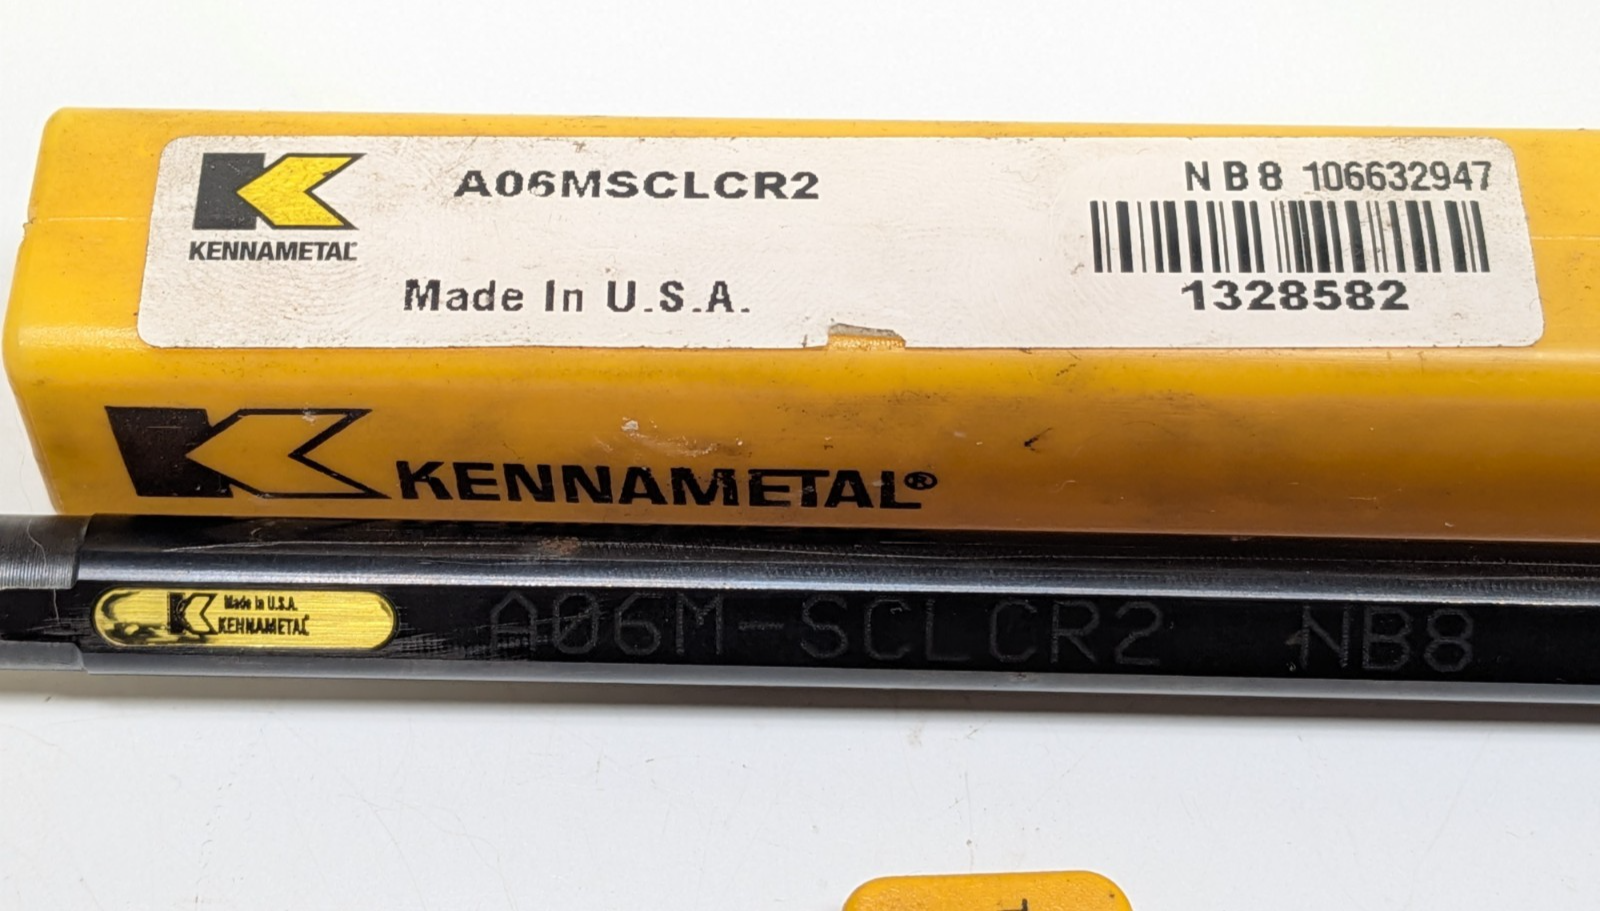 A06MSCLCR2
NB8 106632947
KENNAMETAL
Made In U.S.A.
1328582
KENNAMETAL®
Made In U.S.A.
KENNAMETAL
A06M-SCLCR2 NB8